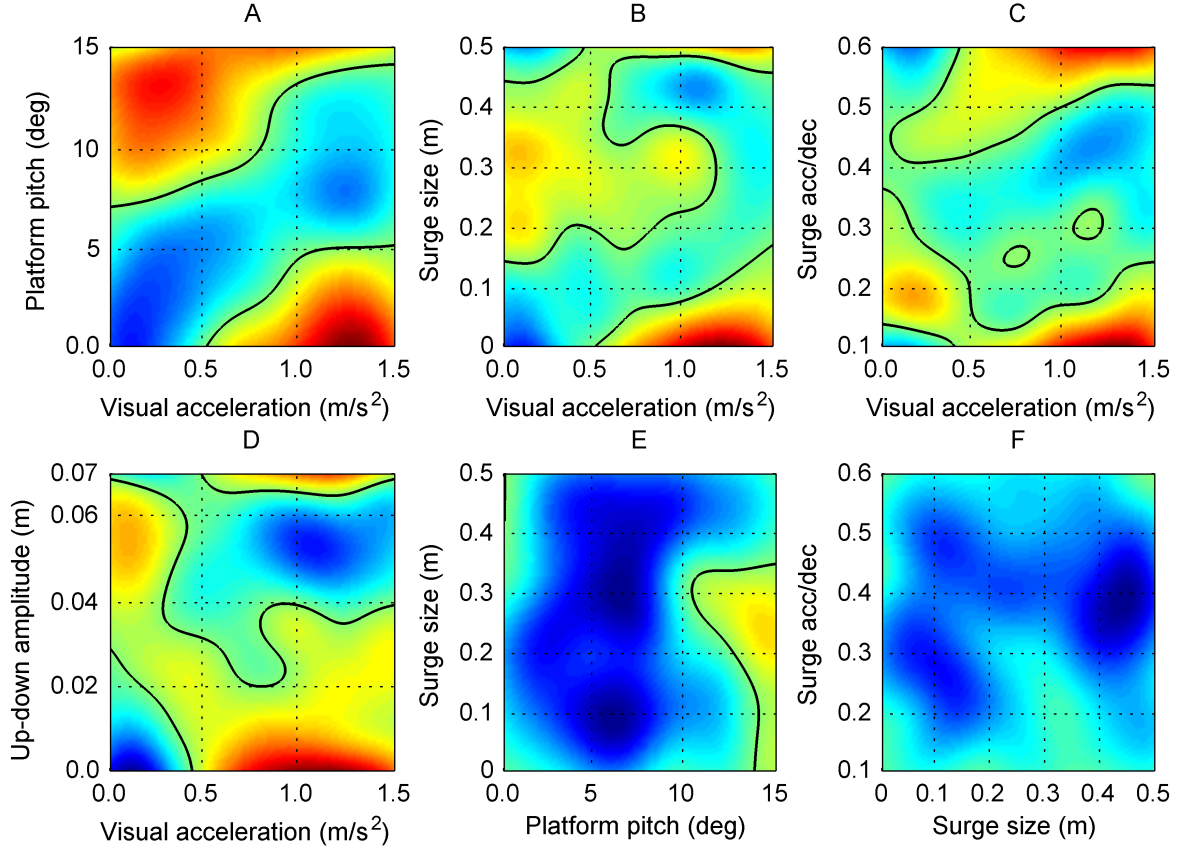 A
B
C
15
10
5
0.0
Platform pitch (deg)
0.0 0.5 1.0 1.5
Visual acceleration (m/s²)
0.5
0.4
0.3
0.2
0.1
0
Surge size (m)
0.0 0.5 1.0 1.5
Visual acceleration (m/s²)
0.6
0.5
0.4
0.3
0.2
0.1
Surge acc/dec
0.0 0.5 1.0 1.5
Visual acceleration (m/s²)
D
E
F
0.07
0.06
0.04
0.02
0.0
Up-down amplitude (m)
0.0 0.5 1.0 1.5
Visual acceleration (m/s²)
0.5
0.4
0.3
0.2
0.1
0
Surge size (m)
0.0 5 10 15
Platform pitch (deg)
0.6
0.5
0.4
0.3
0.2
0.1
Surge acc/dec
0 0.1 0.2 0.3 0.4 0.5
Surge size (m)